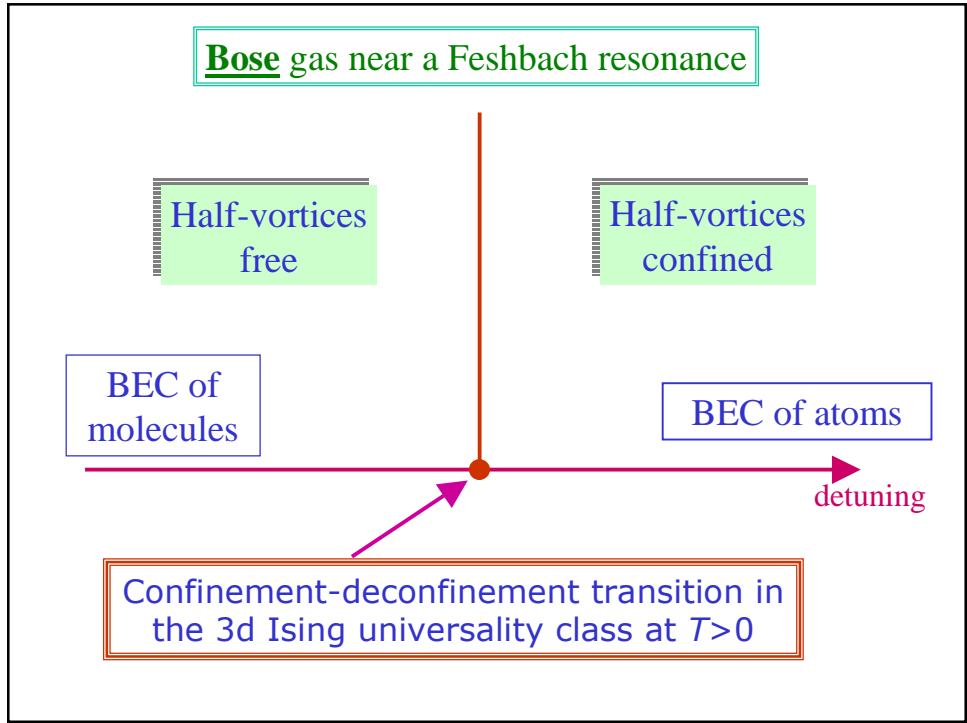 Bose gas near a Feshbach resonance
Half-vortices
free
Half-vortices
confined
BEC of
molecules
BEC of atoms
detuning
Confinement-deconfinement transition in
the 3d Ising universality class at T>0